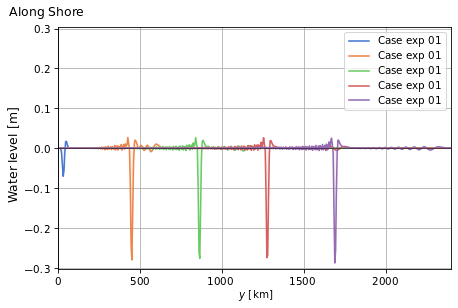 Along Shore
Water level [m]
0.3
0.2
0.1
0.0
−0.1
−0.2
−0.3
Case exp 01
Case exp 01
Case exp 01
Case exp 01
Case exp 01
0 500 1000 1500 2000
y [km]